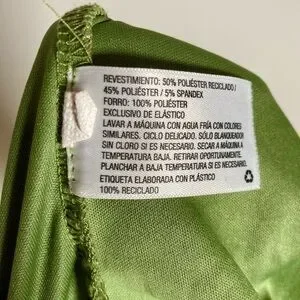 REVESTIMIENTO: 50% POLIÉSTER RECICLADO /
45% POLIÉSTER / 5% SPANDEX
FORRO: 100% POLIÉSTER
EXCLUSIVO DE ELÁSTICO
LAVAR A MÁQUINA CON AGUA FRÍA CON COLORES
SIMILARES. CICLO DELICADO. SÓLO BLANQUEADOR
SIN CLORO SI ES NECESARIO. SECAR A MÁQUINA A
TEMPERATURA BAJA. RETIRAR OPORTUNAMENTE.
PLANCHAR A BAJA TEMPERATURA SI ES NECESARIO.
ETIQUETA ELABORADA CON PLÁSTICO
100% RECICLADO